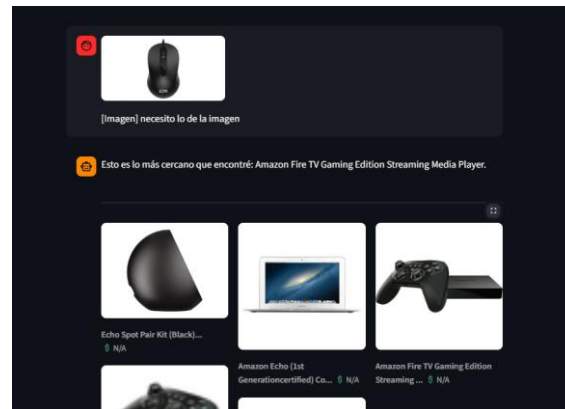 [Imagen] necesito lo de la imagen
Esto es lo más cercano que encontré: Amazon Fire TV Gaming Edition Streaming Media Player.
Echo Spot Pair Kit (Black)...
$ N/A
Amazon Echo (1st
Generationcertified) Co... $ N/A
Amazon Fire TV Gaming Edition
Streaming ... $ N/A